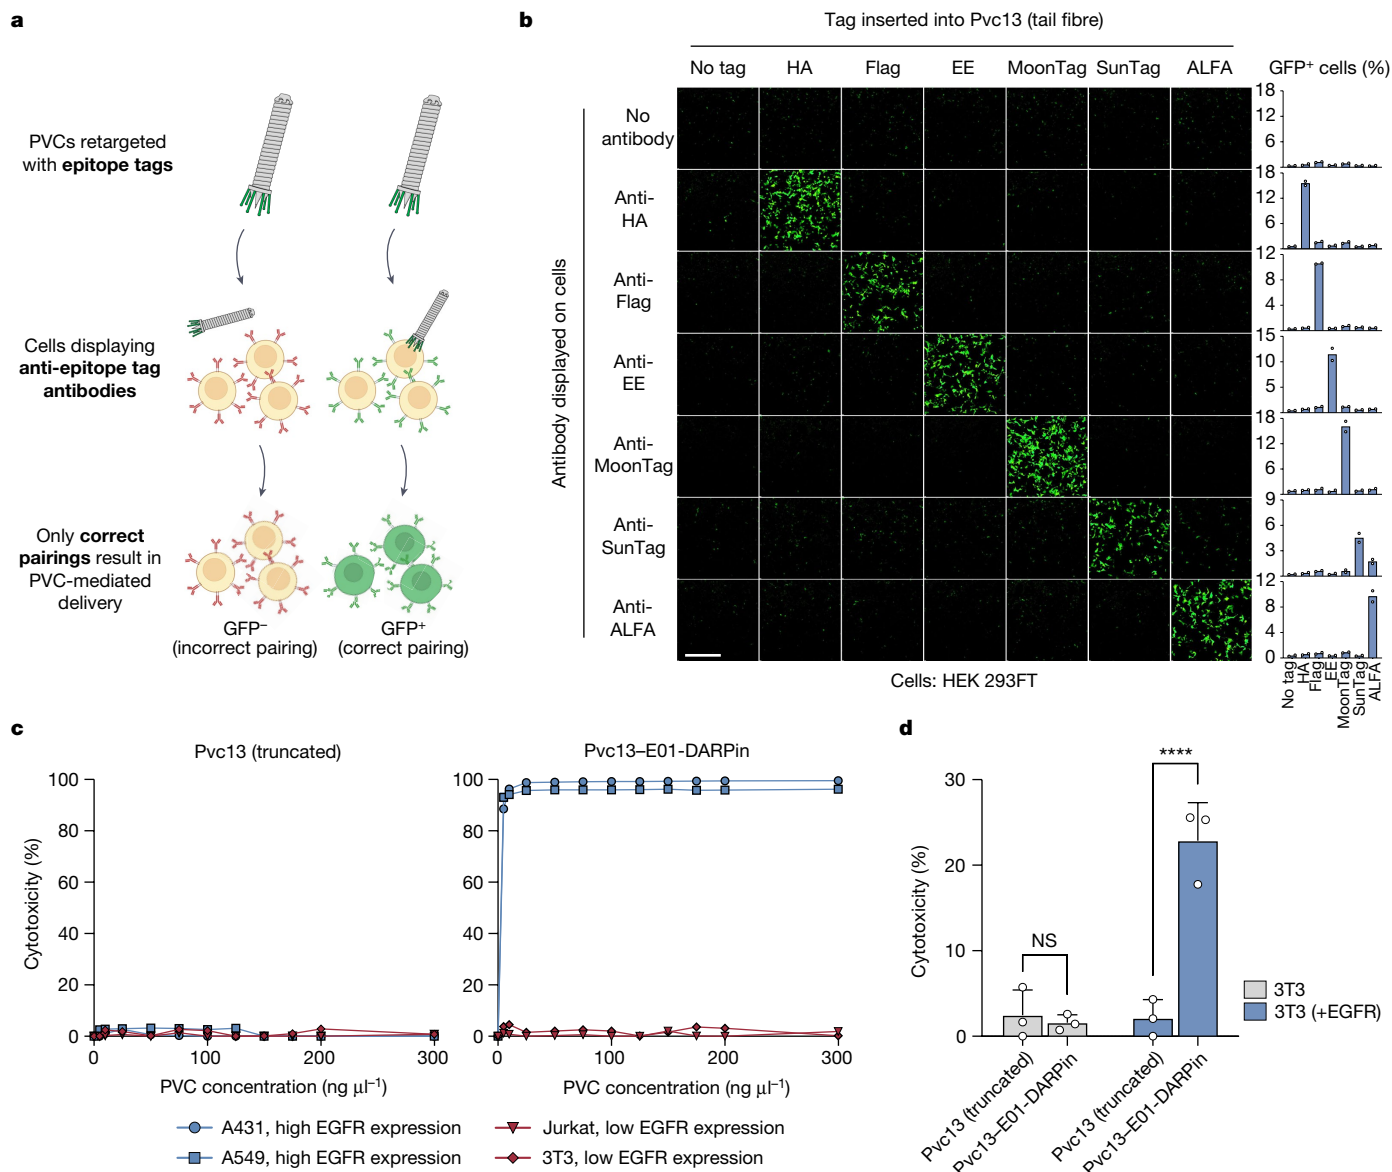 a
PVCs retargeted
with epitope tags
Cells displaying
anti-epitope tag
antibodies
Only correct
pairings result in
PVC-mediated
delivery
GFP–
(incorrect pairing)
GFP+
(correct pairing)
b
Tag inserted into Pvc13 (tail fibre)
No tag HA Flag EE MoonTag SunTag ALFA
GFP+ cells (%)
Antibody displayed on cells
No
antibody
Anti-
HA
Anti-
Flag
Anti-
EE
Anti-
MoonTag
Anti-
SunTag
Anti-
ALFA
Cells: HEK 293FT
18
12
6
18
12
6
12
8
4
15
10
5
18
12
6
9
6
3
12
8
4
0
No tag
HA
Flag
EE
MoonTag
SunTag
ALFA
c
Pvc13 (truncated)
Cytotoxicity (%)
100
80
60
40
20
0
0 100 200 300
PVC concentration (ng μl–1)
Pvc13–E01-DARPin
100
80
60
40
20
0
0 100 200 300
PVC concentration (ng μl–1)
A431, high EGFR expression
A549, high EGFR expression
Jurkat, low EGFR expression
3T3, low EGFR expression
d
Cytotoxicity (%)
30
20
10
0
NS
****
Pvc13 (truncated)
Pvc13–E01-DARPin
Pvc13 (truncated)
Pvc13–E01-DARPin
3T3
3T3 (+EGFR)